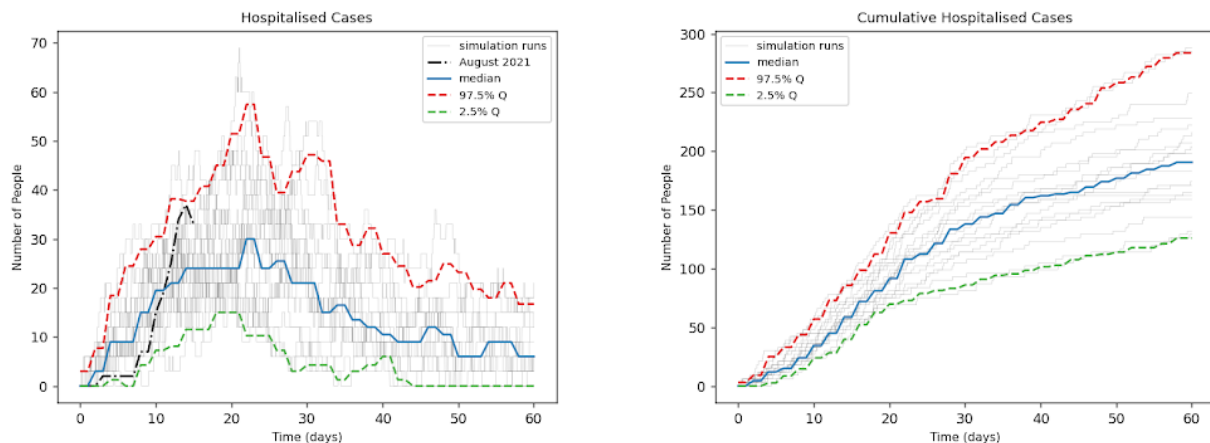 Hospitalised Cases
70
60
50
40
30
20
10
0
Number of People
simulation runs
August 2021
median
97.5% Q
2.5% Q
0 10 20 30 40 50 60
Time (days)
Cumulative Hospitalised Cases
300
250
200
150
100
50
0
Number of People
simulation runs
median
97.5% Q
2.5% Q
0 10 20 30 40 50 60
Time (days)